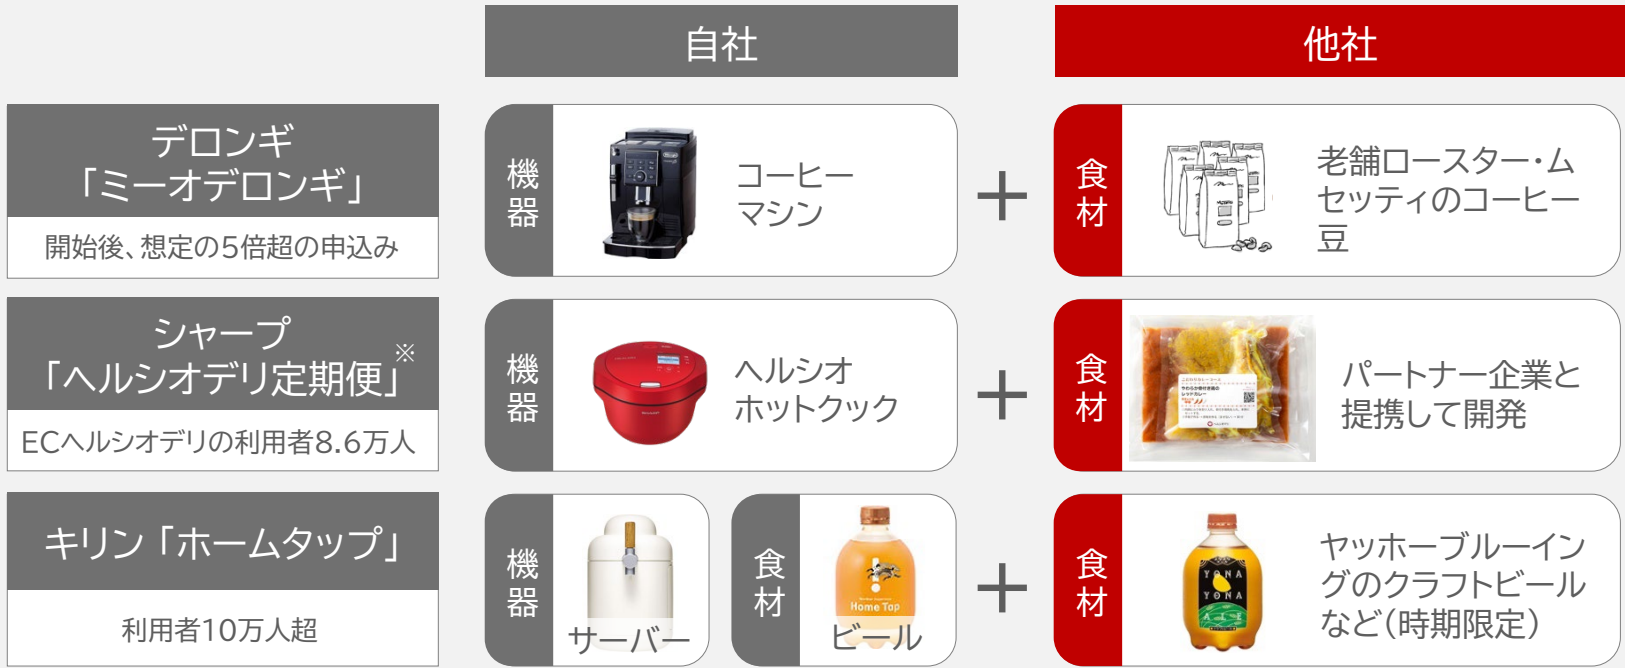 自社
他社
デロンギ
「ミーオデロンギ」
開始後、想定の5倍超の申込み
機器
コーヒー
マシン
＋
食材
老舗ロースター・ム
セッティのコーヒー
豆
シャープ
「ヘルシオデリ定期便」※
ECヘルシオデリの利用者8.6万人
機器
ヘルシオ
ホットクック
＋
食材
パートナー企業と
提携して開発
キリン「ホームタップ」
利用者10万人超
機器
サーバー
食材
Home Tap
ビール
＋
食材
YONA
YONA
ALE
ヤッホーブルーイン
グのクラフトビール
など(時期限定)